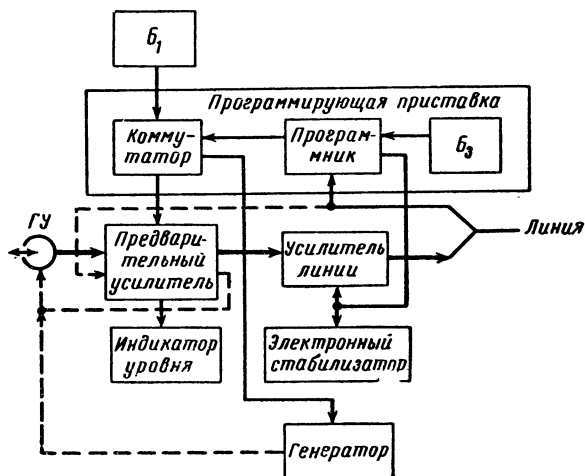 Б1
Программирующая приставка
Комму-
татор
Програм-
мник
Б3
ГУ
Предвари-
тельный
усилитель
Усилитель
линии
Линия
Индикатор
уровня
Электронный
стабилизатор
Генератор